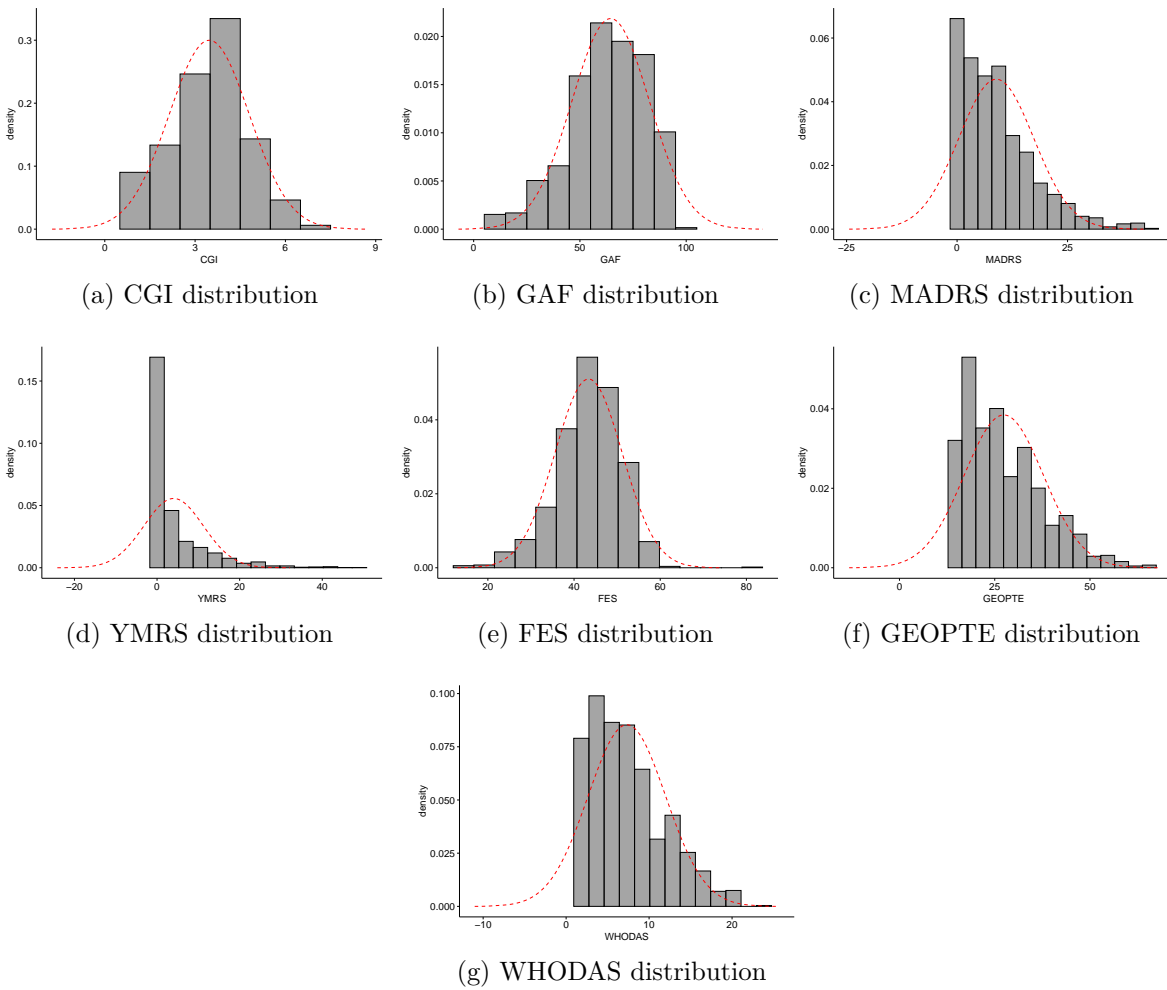 0.3
0.2
0.1
0.0
density
0 3 6 9
CGI
(a) CGI distribution
0.020
0.015
0.010
0.005
0.000
density
0 50 100
GAF
(b) GAF distribution
0.06
0.04
0.02
0.00
density
−25 0 25
MADRS
(c) MADRS distribution
0.15
0.10
0.05
0.00
density
−20 0 20 40
YMRS
(d) YMRS distribution
0.04
0.02
0.00
density
20 40 60 80
FES
(e) FES distribution
0.04
0.02
0.00
density
0 25 50
GEOPTE
(f) GEOPTE distribution
0.100
0.075
0.050
0.025
0.000
density
−10 0 10 20
WHODAS
(g) WHODAS distribution